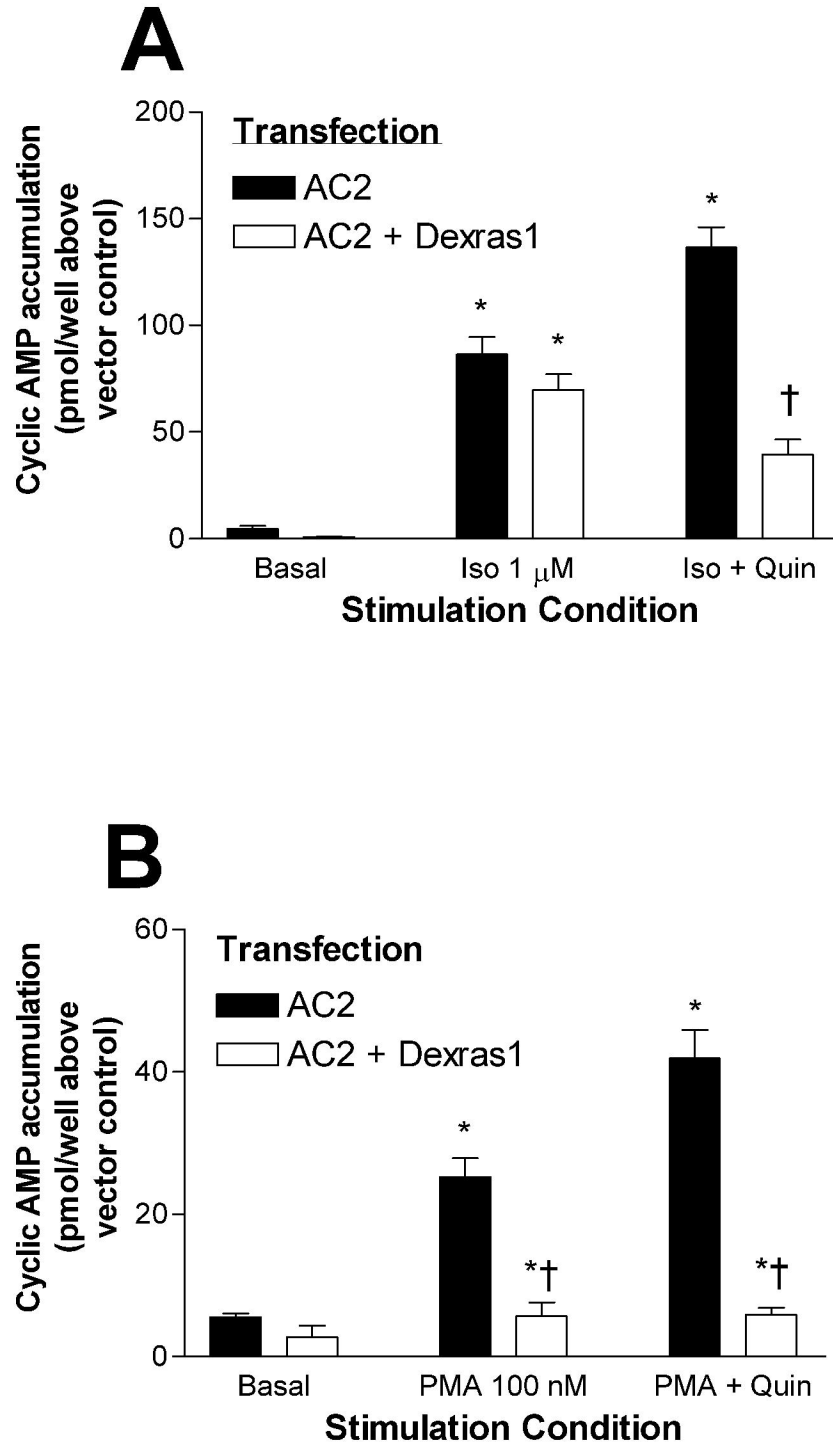 A
Cyclic AMP accumulation
(pmol/well above
vector control)
200
150
100
50
0
Transfection
AC2
AC2 + Dexras1
*
*
*
†
Basal
Iso 1 μM
Iso + Quin
Stimulation Condition
B
Cyclic AMP accumulation
(pmol/well above
vector control)
60
40
20
0
Transfection
AC2
AC2 + Dexras1
*
*†
*
*†
Basal
PMA 100 nM
PMA + Quin
Stimulation Condition